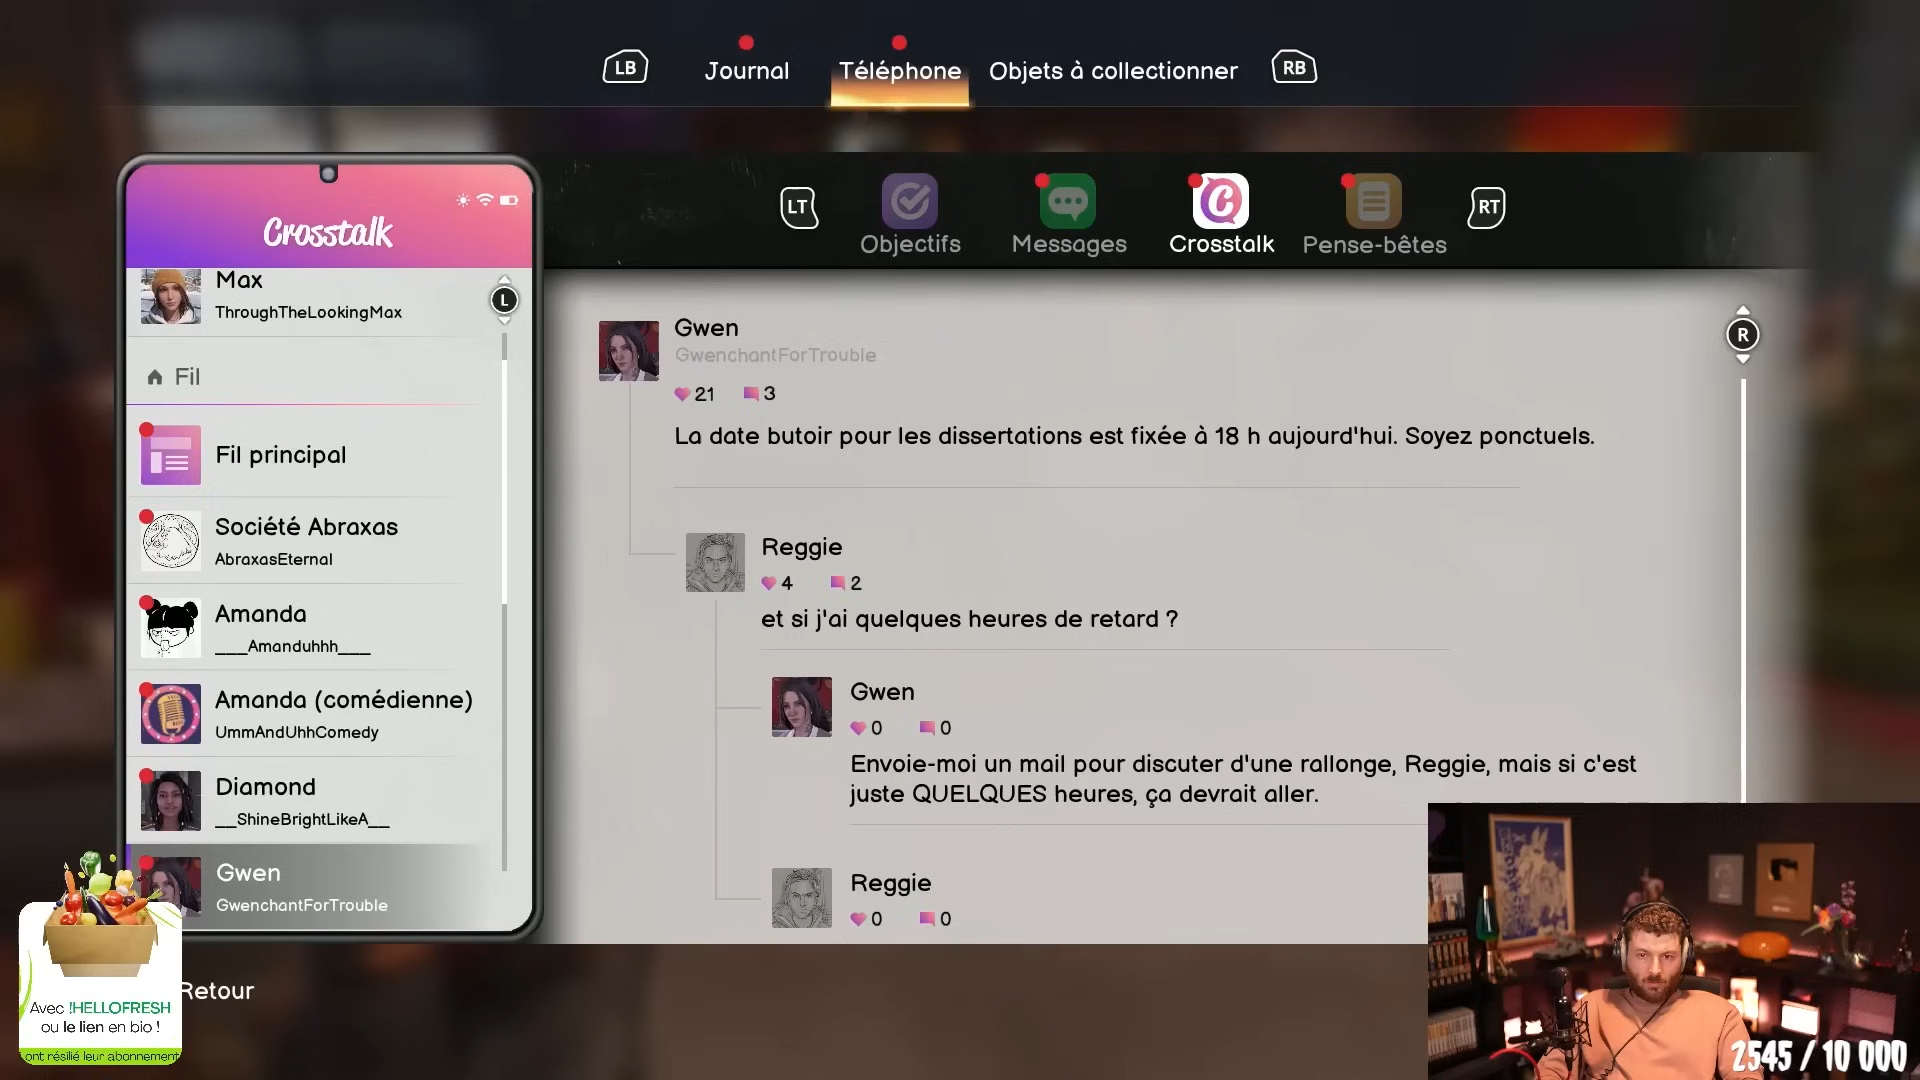 LB
Journal
Téléphone
Objets à collectionner
RB
Crosstalk
LT
Objectifs
Messages
Crosstalk
Pense-bêtes
RT
Max
ThroughTheLookingMax
L
Fil
Fil principal
Société Abraxas
AbraxasEternal
Amanda
___Amanduhhh___
Amanda (comédienne)
UmmAndUhhComedy
Diamond
__ShineBrightLikeA__
Gwen
GwenchantForTrouble
R
Gwen
GwenchantForTrouble
21 3
La date butoir pour les dissertations est fixée à 18 h aujourd'hui. Soyez ponctuels.
Reggie
4 2
et si j'ai quelques heures de retard ?
Gwen
0 0
Envoie-moi un mail pour discuter d'une rallonge, Reggie, mais si c'est
juste QUELQUES heures, ça devrait aller.
Reggie
0 0
Retour
Avec !HELLOFRESH
ou le lien en bio !
ont résilié leur abonnement
2545 / 10 000